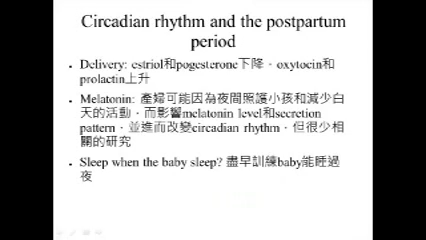 Circadian rhythm and the postpartum
period
• Delivery: estriol和pogesterone下降，oxytocin和
prolactin上升
• Melatonin: 產婦可能因為夜間照護小孩和減少白
天的活動，而影響melatonin level和secretion
pattern，並進而改變circadian rhythm，但很少相
關的研究
• Sleep when the baby sleep? 盡早訓練baby能睡過
夜